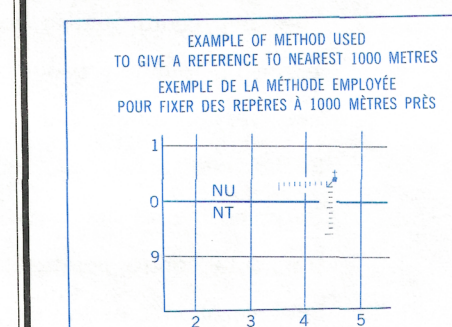 EXAMPLE OF METHOD USED
TO GIVE A REFERENCE TO NEAREST 1000 METRES
EXEMPLE DE LA MÉTHODE EMPLOYÉE
POUR FIXER DES REPÈRES À 1000 MÈTRES PRÈS
1
NU
0
NT
9
2 3 4 5